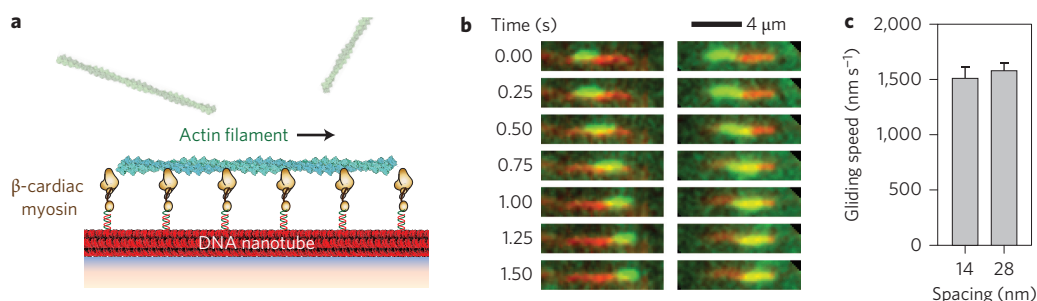 a
Actin filament
β-cardiac
myosin
DNA nanotube
b
Time (s)
4 μm
0.00
0.25
0.50
0.75
1.00
1.25
1.50
c
2,000
1,500
1,000
500
0
Gliding speed (nm s⁻¹)
14
28
Spacing (nm)